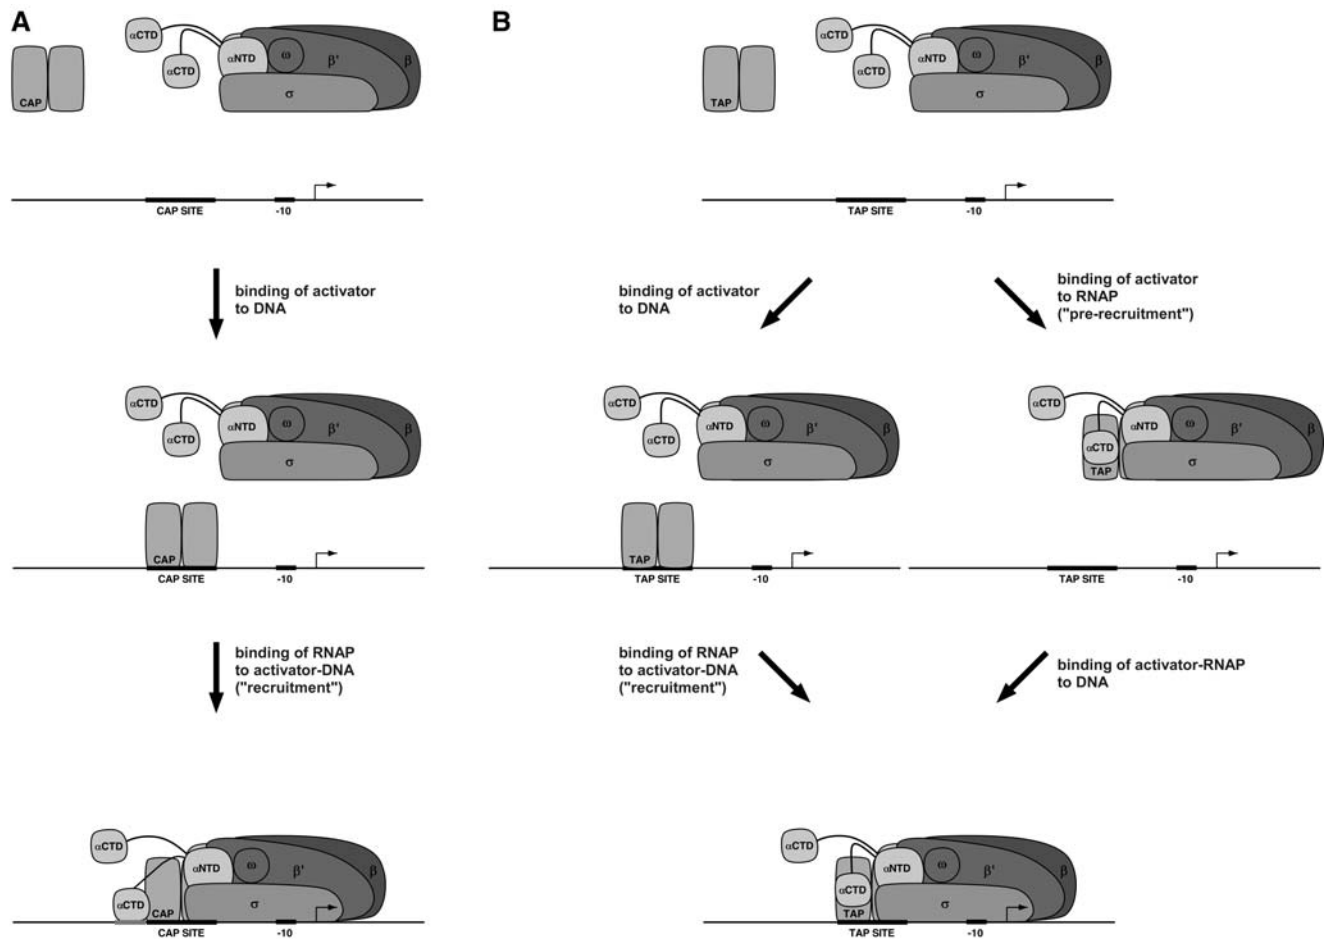 A
αCTD
αCTD
αNTD
ω
β'
β
σ
CAP
CAP SITE
-10
binding of activator
to DNA
αCTD
αCTD
αNTD
ω
β'
β
σ
CAP
CAP SITE
-10
binding of RNAP
to activator-DNA
("recruitment")
αCTD
αCTD
αNTD
ω
β'
β
σ
CAP
CAP SITE
-10
B
αCTD
αCTD
αNTD
ω
β'
β
σ
TAP
TAP SITE
-10
binding of activator
to DNA
binding of activator
to RNAP
("pre-recruitment")
αCTD
αCTD
αNTD
ω
β'
β
σ
TAP
TAP SITE
-10
αCTD
αCTD
αNTD
ω
β'
β
σ
TAP
TAP SITE
-10
binding of RNAP
to activator-DNA
("recruitment")
binding of activator-RNAP
to DNA
αCTD
αCTD
αNTD
ω
β'
β
σ
TAP
TAP SITE
-10